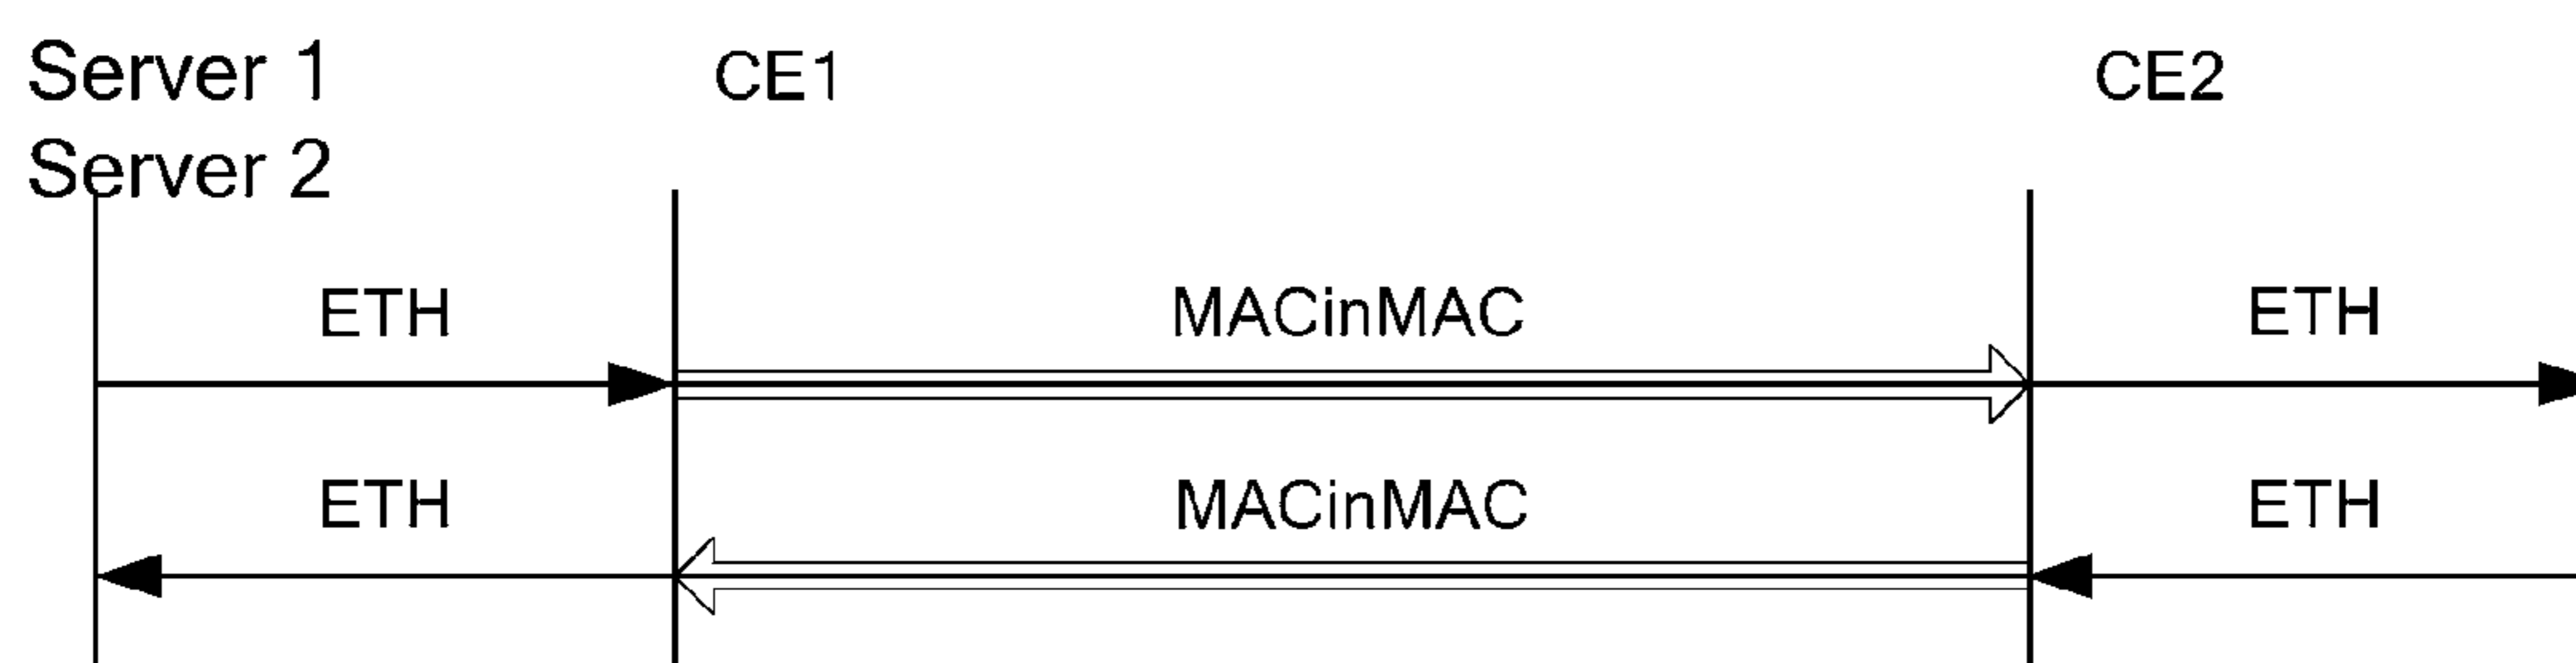 Server 1
Server 2
CE1
CE2
ETH
MACinMAC
ETH
ETH
MACinMAC
ETH